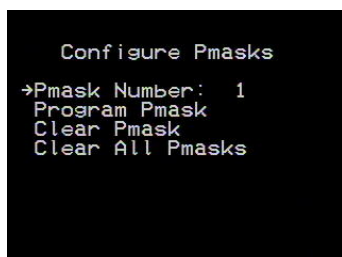 Configure Pmasks
→Pmask Number: 1
Program Pmask
Clear Pmask
Clear All Pmasks